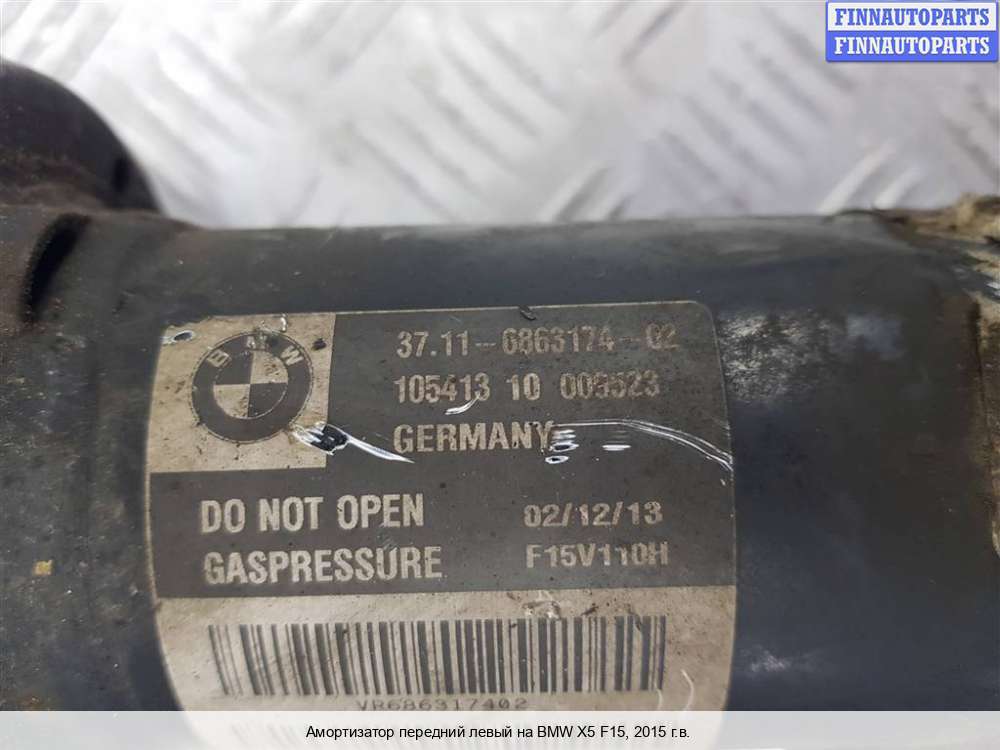 FINNAUTOPARTS
FINNAUTOPARTS
BMW
37.11-6863174-02
105413 10 003523
GERMANY
DO NOT OPEN
02/12/13
GASPRESSURE
F15V110H
VR686317402
Амортизатор передний левый на BMW X5 F15, 2015 г.в.